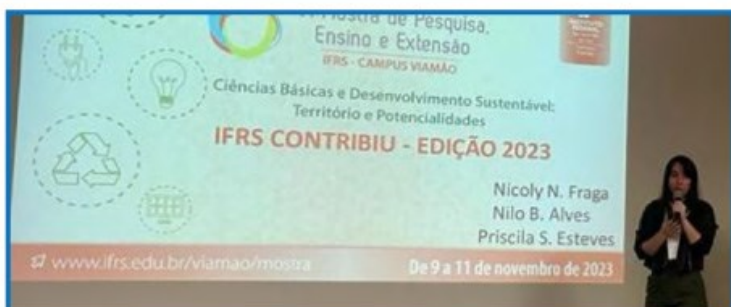 Mostra de Pesquisa,
Ensino e Extensão
IFRS - CAMPUS VIAMÃO
Ciências Básicas e Desenvolvimento Sustentável:
Território e Potencialidades
IFRS CONTRIBIU - EDIÇÃO 2023
Nicoly N. Fraga
Nilo B. Alves
Priscila S. Esteves
www.ifrs.edu.br/viamao/mostra
De 9 a 11 de novembro de 2023